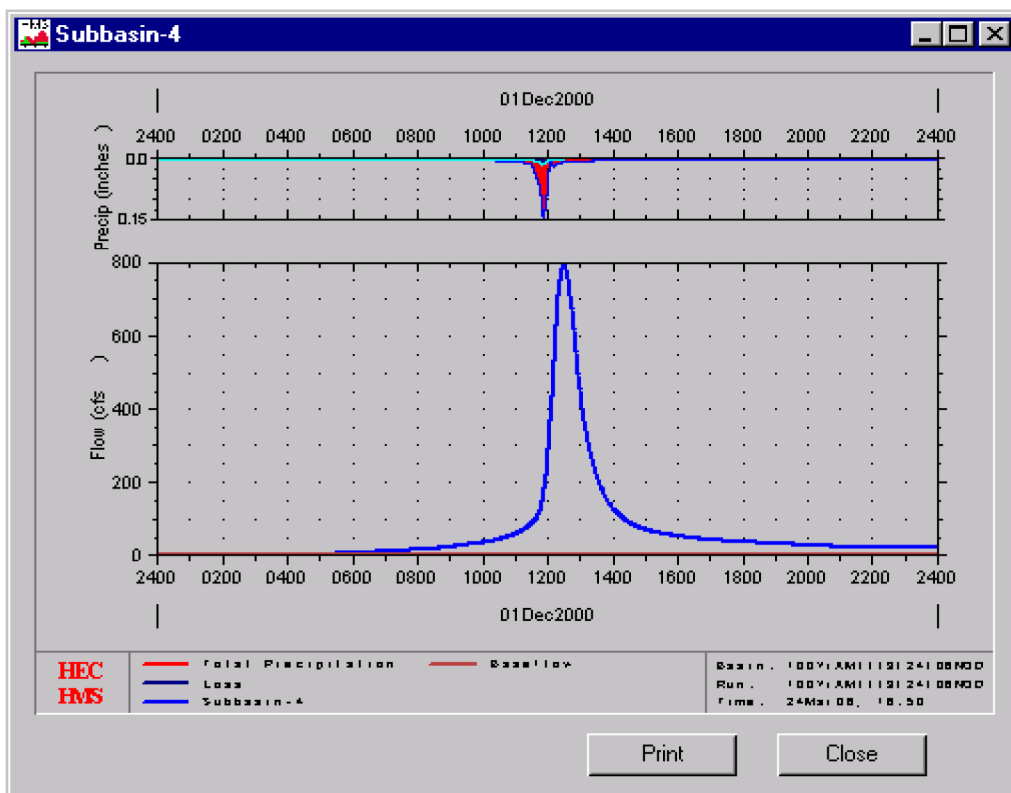 Subbasin-4
01Dec2000
2400 0200 0400 0600 0800 1000 1200 1400 1600 1800 2000 2200 2400
Precip (inches )
0.0
0.15
Flow (cfs )
800
600
400
200
0
2400 0200 0400 0600 0800 1000 1200 1400 1600 1800 2000 2200 2400
01Dec2000
HEC
HMS
Total Precipitation
Baseflow
Loss
Subbasin-4
Basin:
Run:
Time: 24Mar06,
Print
Close